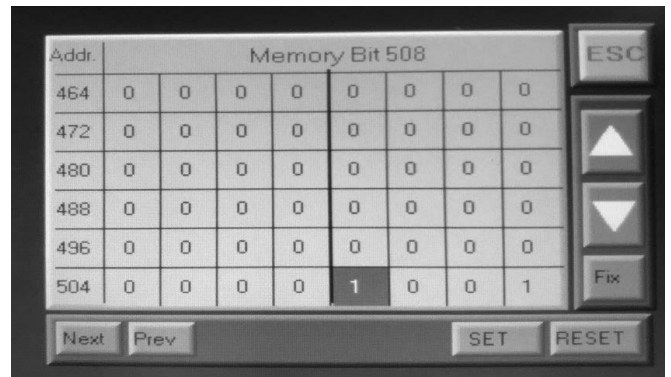 Addr. Memory Bit 508 ESC
464 0 0 0 0 0 0 0 0
472 0 0 0 0 0 0 0 0
480 0 0 0 0 0 0 0 0
488 0 0 0 0 0 0 0 0
496 0 0 0 0 0 0 0 0
504 0 0 0 0 1 0 0 1 Fix
Next Prev SET RESET